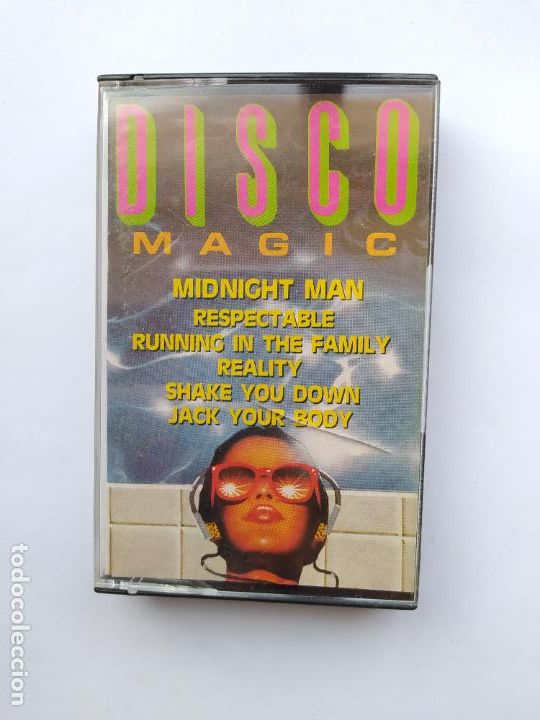 DISCO
MAGIC
MIDNIGHT MAN
RESPECTABLE
RUNNING IN THE FAMILY
REALITY
SHAKE YOU DOWN
JACK YOUR BODY
todocoleccion